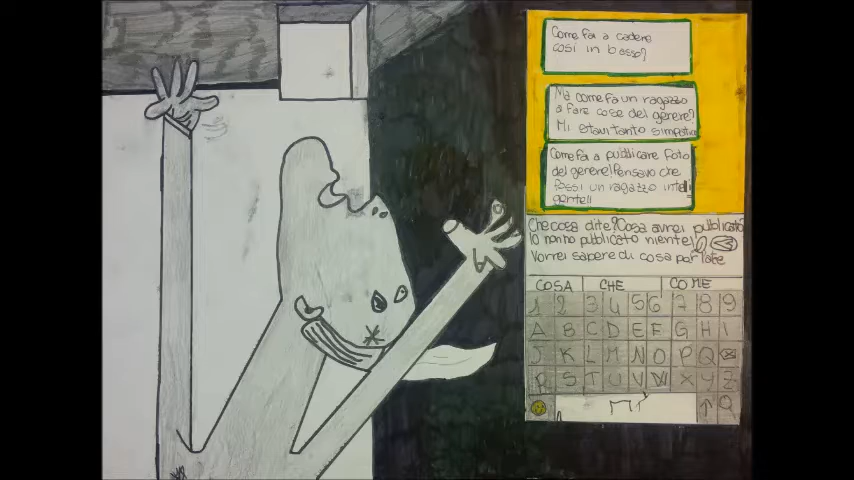 Come fai a cadere
così in basso?
Ma come fa un ragazzo
a fare cose del genere?
Mi stavi tanto simpatico
Come fai a pubblicare foto
del genere! Pensavo che
fossi un ragazzo intelli
gente!!
Che cosa dite? Cosa avrei pubblicato
Io non ho pubblicato niente!
Vorrei sapere di cosa parlate
COSA CHE COME
1 2 3 4 5 6 7 8 9
A B C D E F G H I
J K L M N O P Q
R S T U V W X Y Z